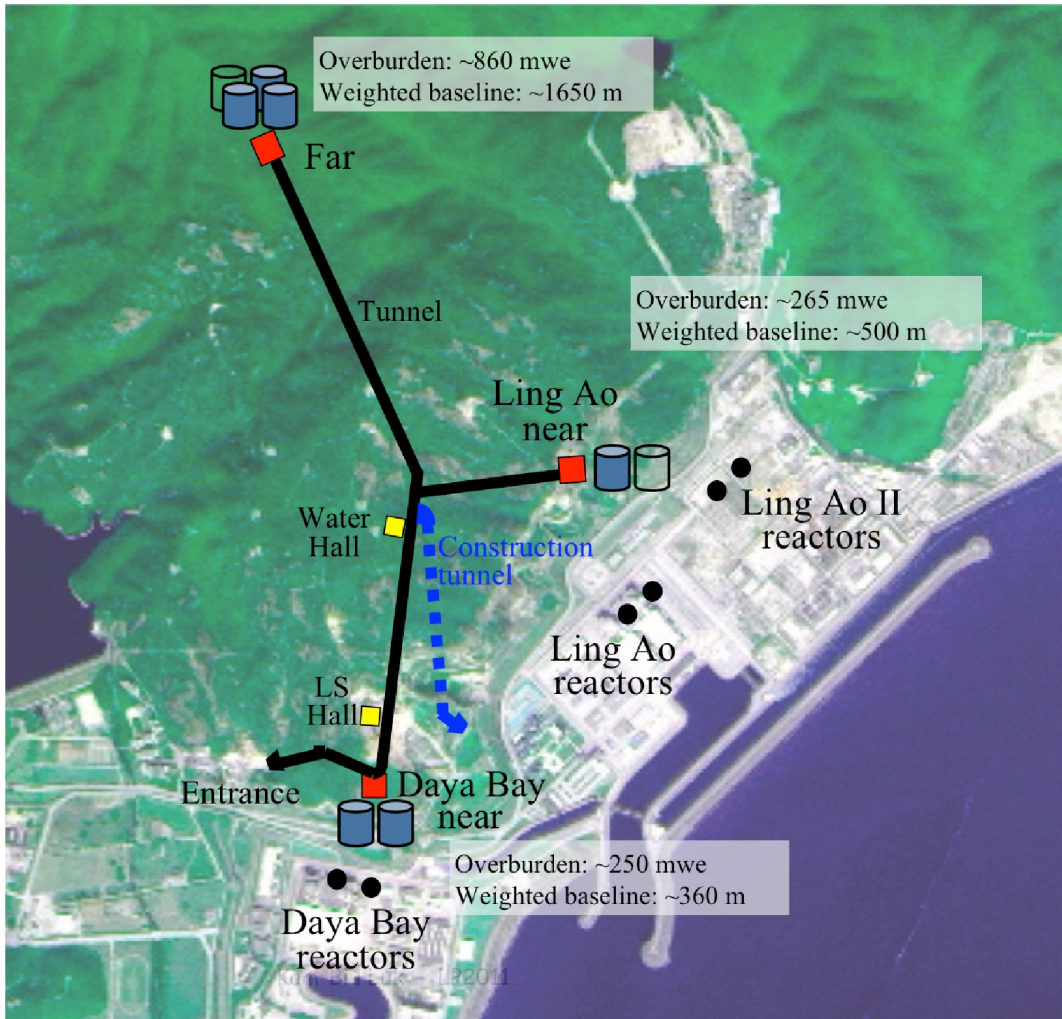 Overburden: ~860 mwe
Weighted baseline: ~1650 m
Far
Tunnel
Overburden: ~265 mwe
Weighted baseline: ~500 m
Ling Ao
near
Ling Ao II
reactors
Water
Hall
Construction
tunnel
Ling Ao
reactors
LS
Hall
Entrance
Daya Bay
near
Overburden: ~250 mwe
Weighted baseline: ~360 m
Daya Bay
reactors
LB2011